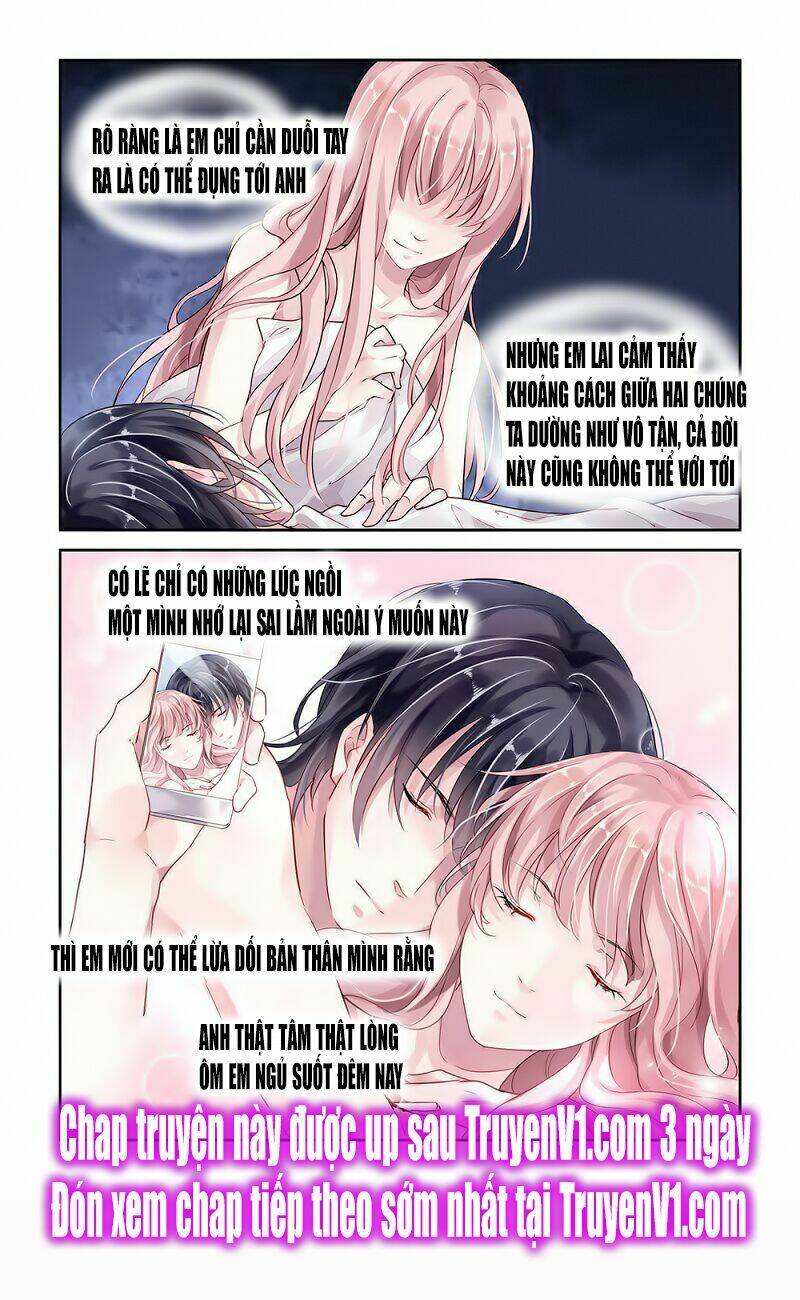 RÕ RÀNG LÀ EM CHỈ CẦN DUỖI TAY
RA LÀ CÓ THỂ ĐỤNG TỚI ANH
NHƯNG EM LAI CẢM THẤY
KHOẢNG CÁCH GIỮA HAI CHÚNG
TA DƯỜNG NHƯ VÔ TẬN, CẢ ĐỜI
NÀY CŨNG KHÔNG THỂ VỚI TỚI
CÓ LẼ CHỈ CÓ NHỮNG LÚC NGỒI
MỘT MÌNH NHỚ LẠI SAI LẦM NGOÀI Ý MUỐN NÀY
THÌ EM MỚI CÓ THỂ LỪA DỐI BẢN THÂN MÌNH RẰNG
ANH THẬT TÂM THẬT LÒNG
ÔM EM NGỦ SUỐT ĐÊM NAY
Chap truyện này được up sau TruyenV1.com 3 ngày
Đón xem chap tiếp theo sớm nhất tại TruyenV1.com